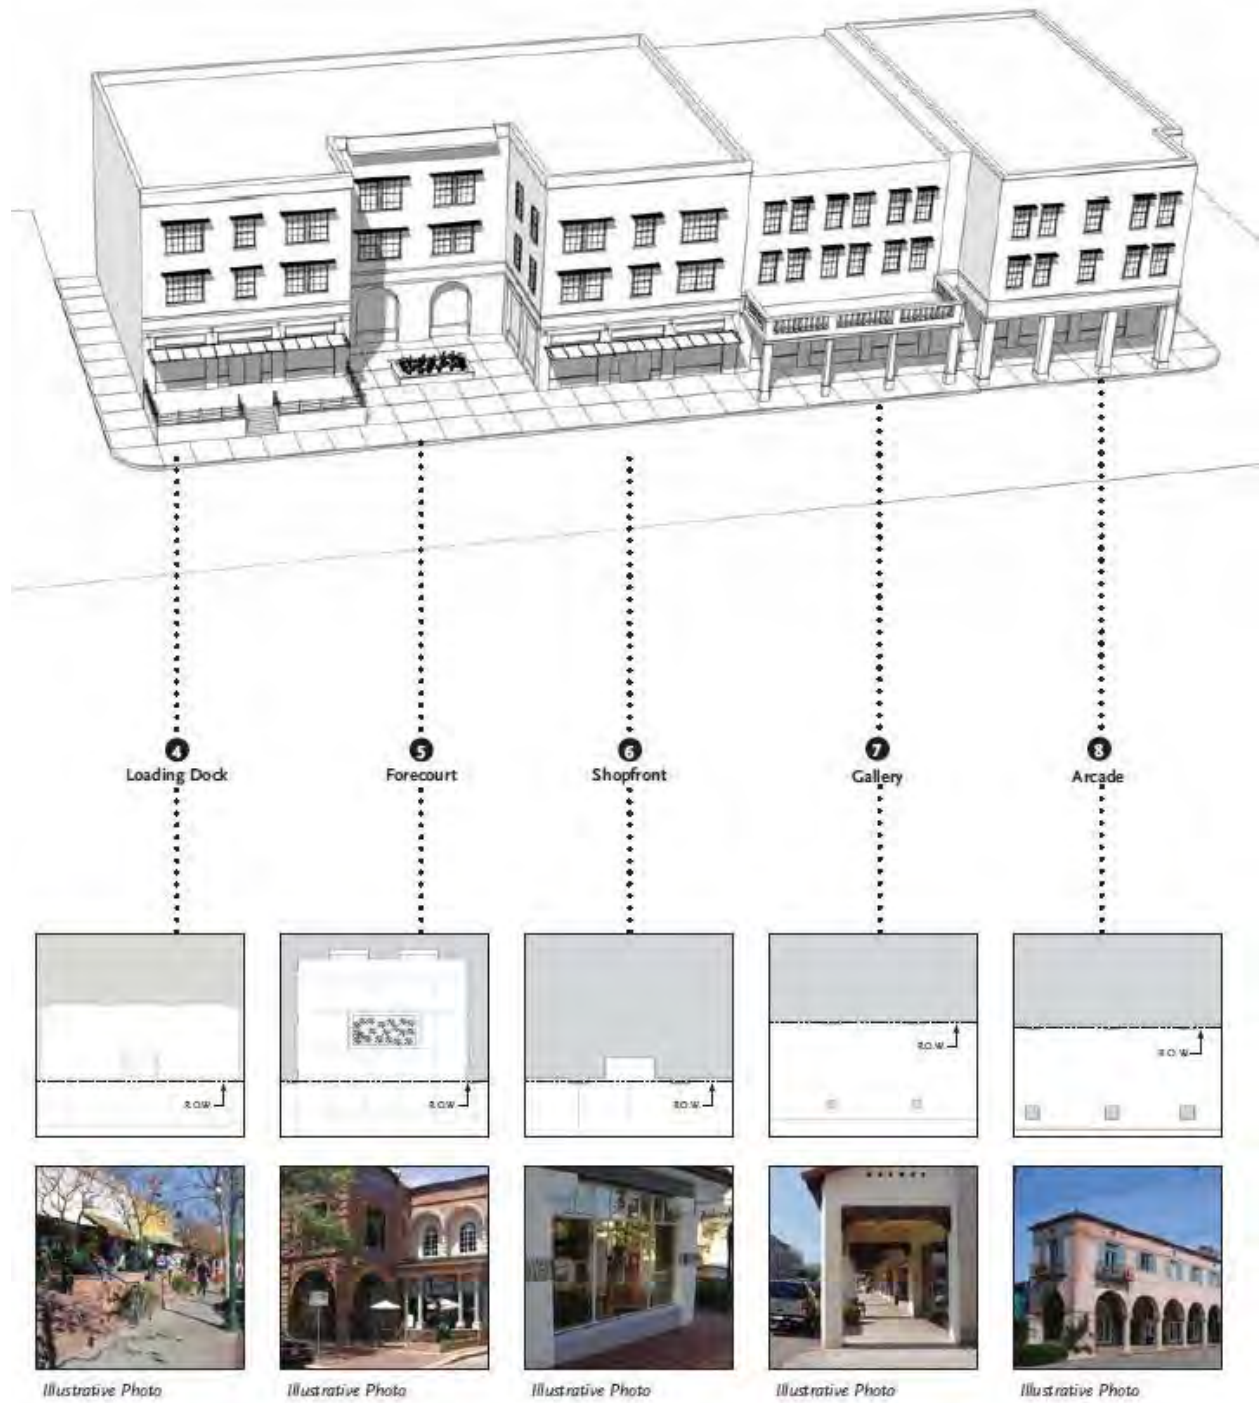 4
Loading Dock
5
Forecourt
6
Shopfront
7
Gallery
8
Arcade
R.O.W
R.O.W
R.O.W
R.O.W
R.O.W
Illustrative Photo
Illustrative Photo
Illustrative Photo
Illustrative Photo
Illustrative Photo